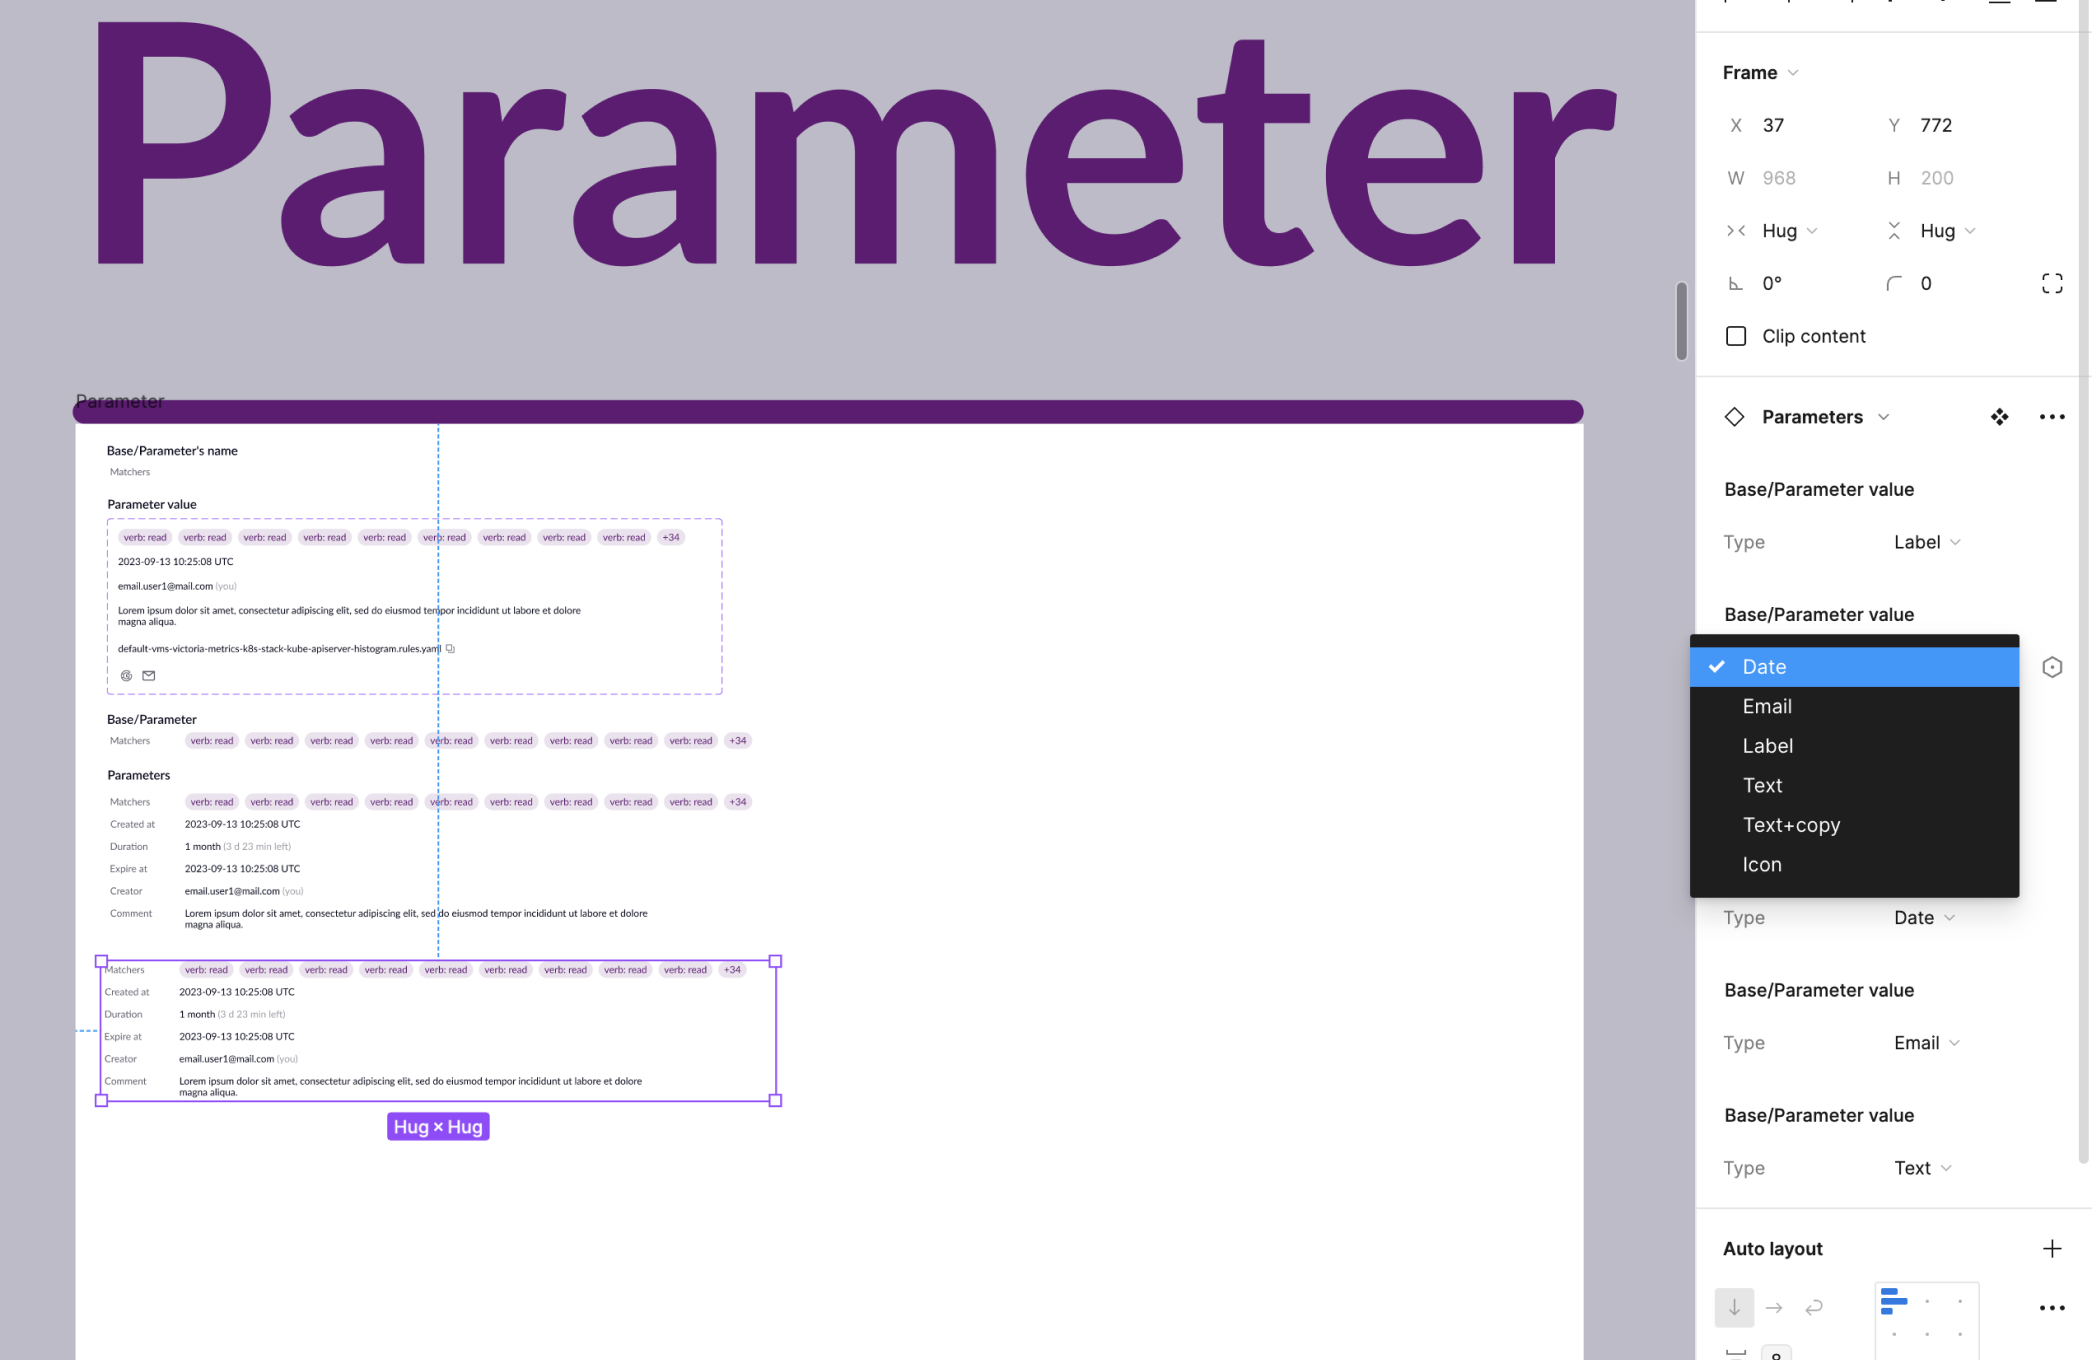 Parameter
Parameter
Base/Parameter's name
Matchers
Parameter value
verb: read verb: read verb: read verb: read verb: read verb: read verb: read verb: read verb: read +34
2023-09-13 10:25:08 UTC
email.user1@mail.com (you)
Lorem ipsum dolor sit amet, consectetur adipiscing elit, sed do eiusmod tempor incididunt ut labore et dolore
magna aliqua.
default-vms-victoria-metrics-k8s-stack-kube-apiserver-histogram.rules.yaml
Base/Parameter
Matchers verb: read verb: read verb: read verb: read verb: read verb: read verb: read verb: read verb: read +34
Parameters
Matchers verb: read verb: read verb: read verb: read verb: read verb: read verb: read verb: read verb: read +34
Created at 2023-09-13 10:25:08 UTC
Duration 1 month (3 d 23 min left)
Expire at 2023-09-13 10:25:08 UTC
Creator email.user1@mail.com (you)
Comment Lorem ipsum dolor sit amet, consectetur adipiscing elit, sed do eiusmod tempor incididunt ut labore et dolore
magna aliqua.
Matchers verb: read verb: read verb: read verb: read verb: read verb: read verb: read verb: read verb: read +34
Created at 2023-09-13 10:25:08 UTC
Duration 1 month (3 d 23 min left)
Expire at 2023-09-13 10:25:08 UTC
Creator email.user1@mail.com (you)
Comment Lorem ipsum dolor sit amet, consectetur adipiscing elit, sed do eiusmod tempor incididunt ut labore et dolore
magna aliqua.
Hug × Hug
Frame
X 37 Y 772
W 968 H 200
Hug Hug
0° 0
Clip content
Parameters
Base/Parameter value
Type Label
Base/Parameter value
Date
Email
Label
Text
Text+copy
Icon
Type Date
Base/Parameter value
Type Email
Base/Parameter value
Type Text
Auto layout